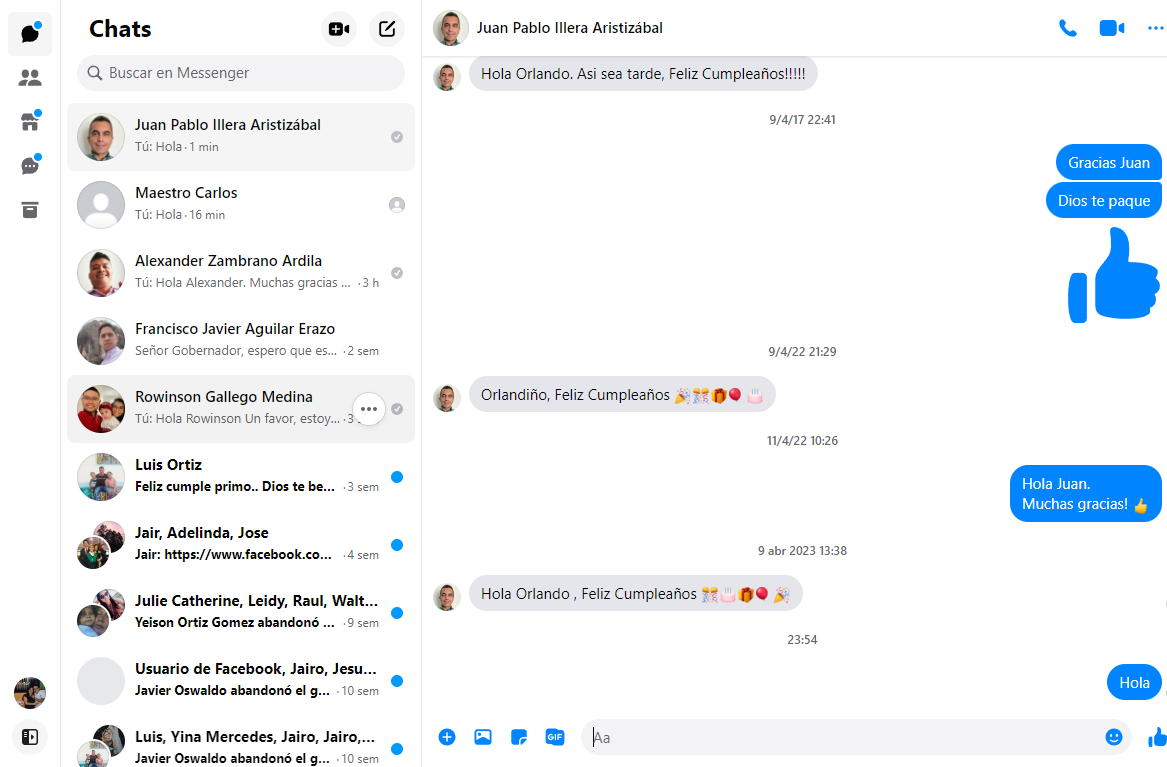 Chats
Buscar en Messenger
Juan Pablo Illera Aristizábal
Tú: Hola · 1 min
Maestro Carlos
Tú: Hola · 16 min
Alexander Zambrano Ardila
Tú: Hola Alexander. Muchas gracias ... · 3 h
Francisco Javier Aguilar Erazo
Señor Gobernador, espero que es... · 2 sem
Rowinson Gallego Medina
Tú: Hola Rowinson Un favor, estoy... · 3
Luis Ortiz
Feliz cumple primo.. Dios te be... · 3 sem
Jair, Adelinda, Jose
Jair: https://www.facebook.co... · 4 sem
Julie Catherine, Leidy, Raul, Walt...
Yeison Ortiz Gomez abandonó ... · 9 sem
Usuario de Facebook, Jairo, Jesu...
Javier Oswaldo abandonó el g... · 10 sem
Luis, Yina Mercedes, Jairo, Jairo,...
Javier Oswaldo abandonó el g... · 10 sem
Juan Pablo Illera Aristizábal
Hola Orlando. Asi sea tarde, Feliz Cumpleaños!!!!!
9/4/17 22:41
Gracias Juan
Dios te paque
9/4/22 21:29
Orlandiño, Feliz Cumpleaños 🎉🎊🎁🎈🎂
11/4/22 10:26
Hola Juan.
Muchas gracias! 👍
9 abr 2023 13:38
Hola Orlando , Feliz Cumpleaños 🎊🎂🎁🎈🎉
23:54
Hola
GIF
Aa